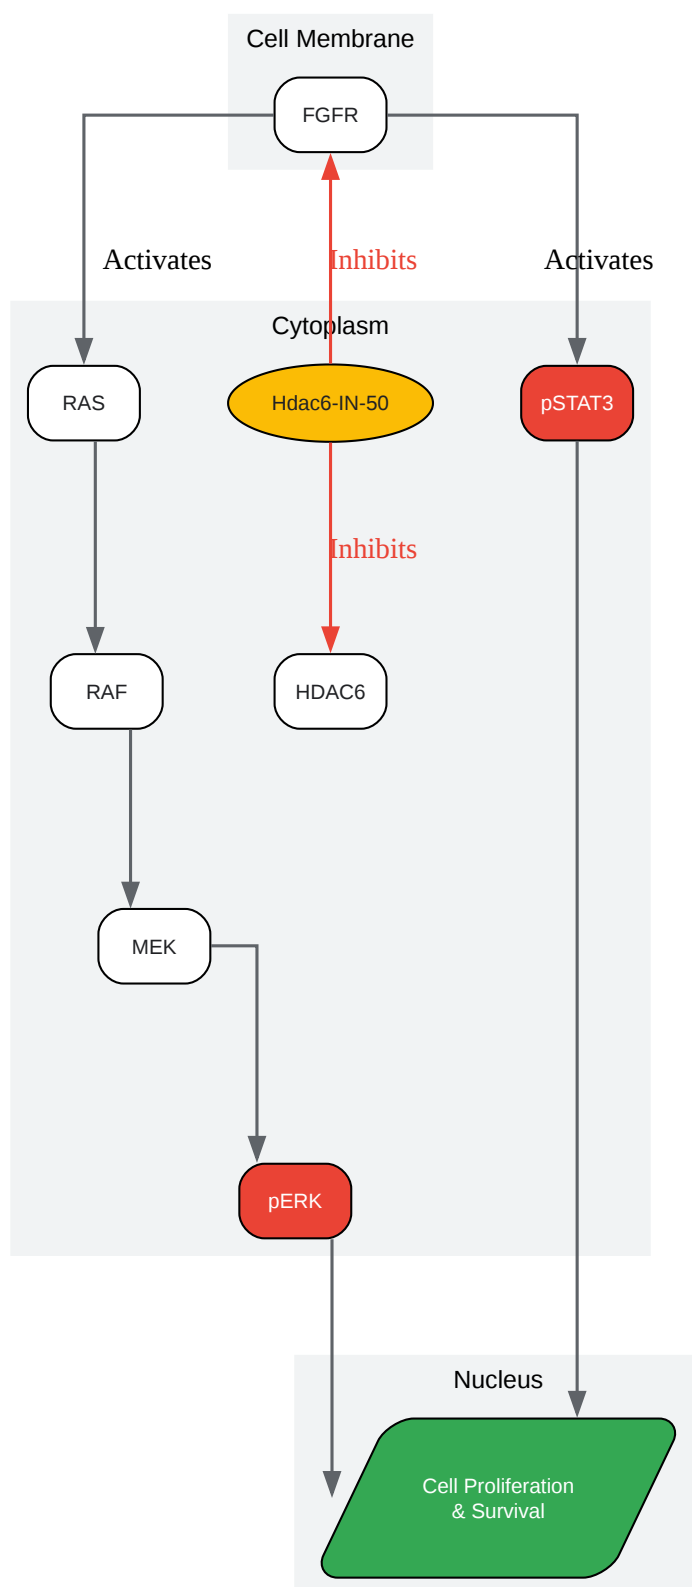 Cell Membrane
FGFR
Activates
Inhibits
Activates
Cytoplasm
RAS
Hdac6-IN-50
pSTAT3
Inhibits
RAF
HDAC6
MEK
pERK
Nucleus
Cell Proliferation
& Survival